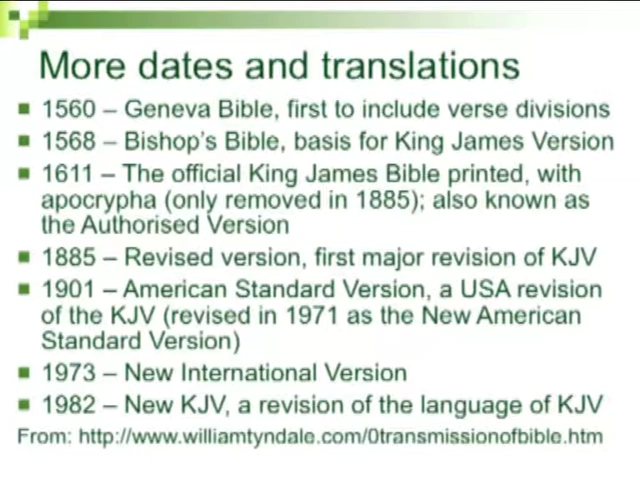 More dates and translations
■ 1560 – Geneva Bible, first to include verse divisions
■ 1568 – Bishop's Bible, basis for King James Version
■ 1611 – The official King James Bible printed, with
apocrypha (only removed in 1885); also known as
the Authorised Version
■ 1885 – Revised version, first major revision of KJV
■ 1901 – American Standard Version, a USA revision
of the KJV (revised in 1971 as the New American
Standard Version)
■ 1973 – New International Version
■ 1982 – New KJV, a revision of the language of KJV
From: http://www.williamtyndale.com/0transmissionofbible.htm